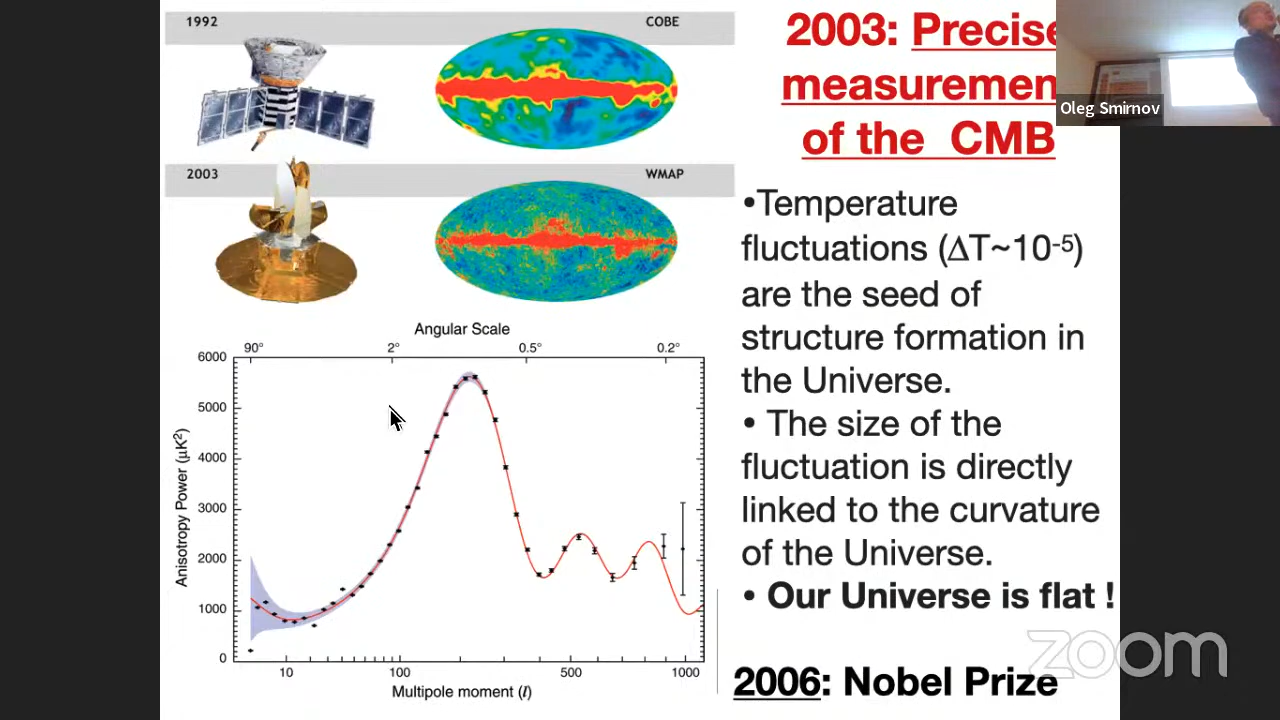 1992
COBE
2003
WMAP
Angular Scale
90°
2°
0.5°
0.2°
6000
5000
4000
3000
2000
1000
0
Anisotropy Power (μK²)
10
100
500
1000
Multipole moment (l)
2003: Precise
measuremen
of the CMB
•Temperature
fluctuations (ΔT~10⁻⁵)
are the seed of
structure formation in
the Universe.
• The size of the
fluctuation is directly
linked to the curvature
of the Universe.
• Our Universe is flat !
2006: Nobel Prize
Oleg Smirnov
zoom